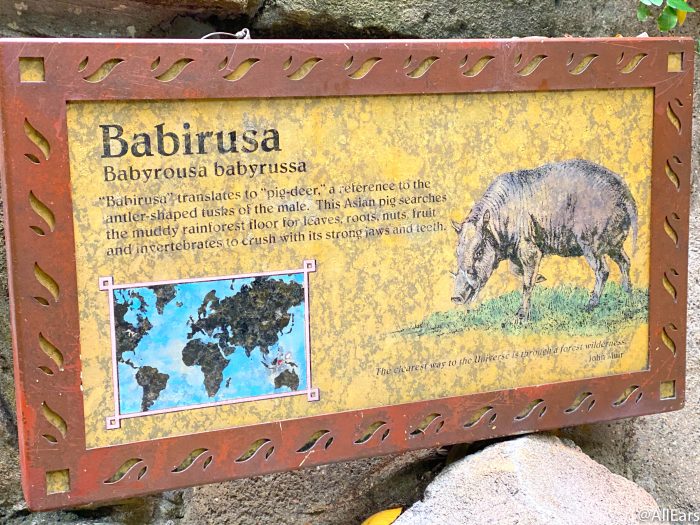 Babirusa
Babyrousa babyrussa
"Babirusa" translates to "pig-deer," a reference to the
antler-shaped tusks of the male. This Asian pig searches
the muddy rainforest floor for leaves, roots, nuts, fruit
and invertebrates to crush with its strong jaws and teeth.
The clearest way to the Universe is through a forest wilderness.
John Muir
@AllEars